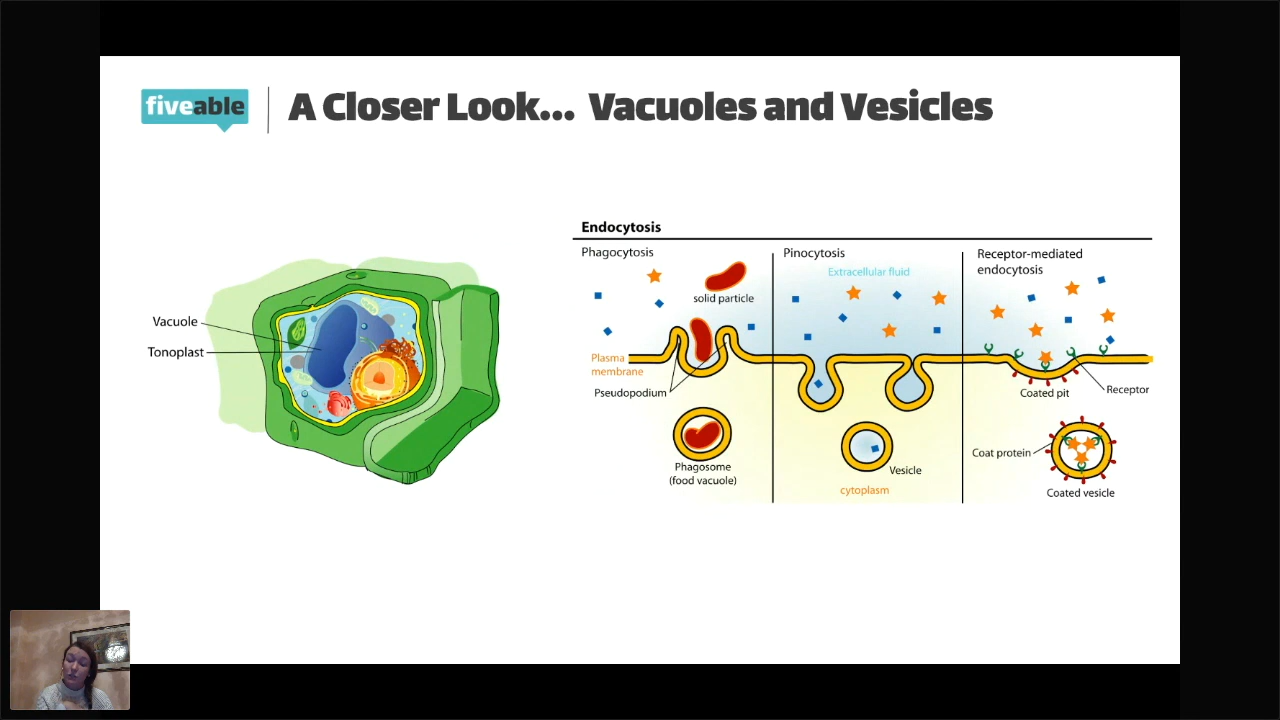 fiveable
A Closer Look... Vacuoles and Vesicles
Vacuole
Tonoplast
Endocytosis
Phagocytosis
solid particle
Plasma
membrane
Pseudopodium
Phagosome
(food vacuole)
Pinocytosis
Extracellular fluid
Vesicle
cytoplasm
Receptor-mediated
endocytosis
Coated pit
Receptor
Coat protein
Coated vesicle